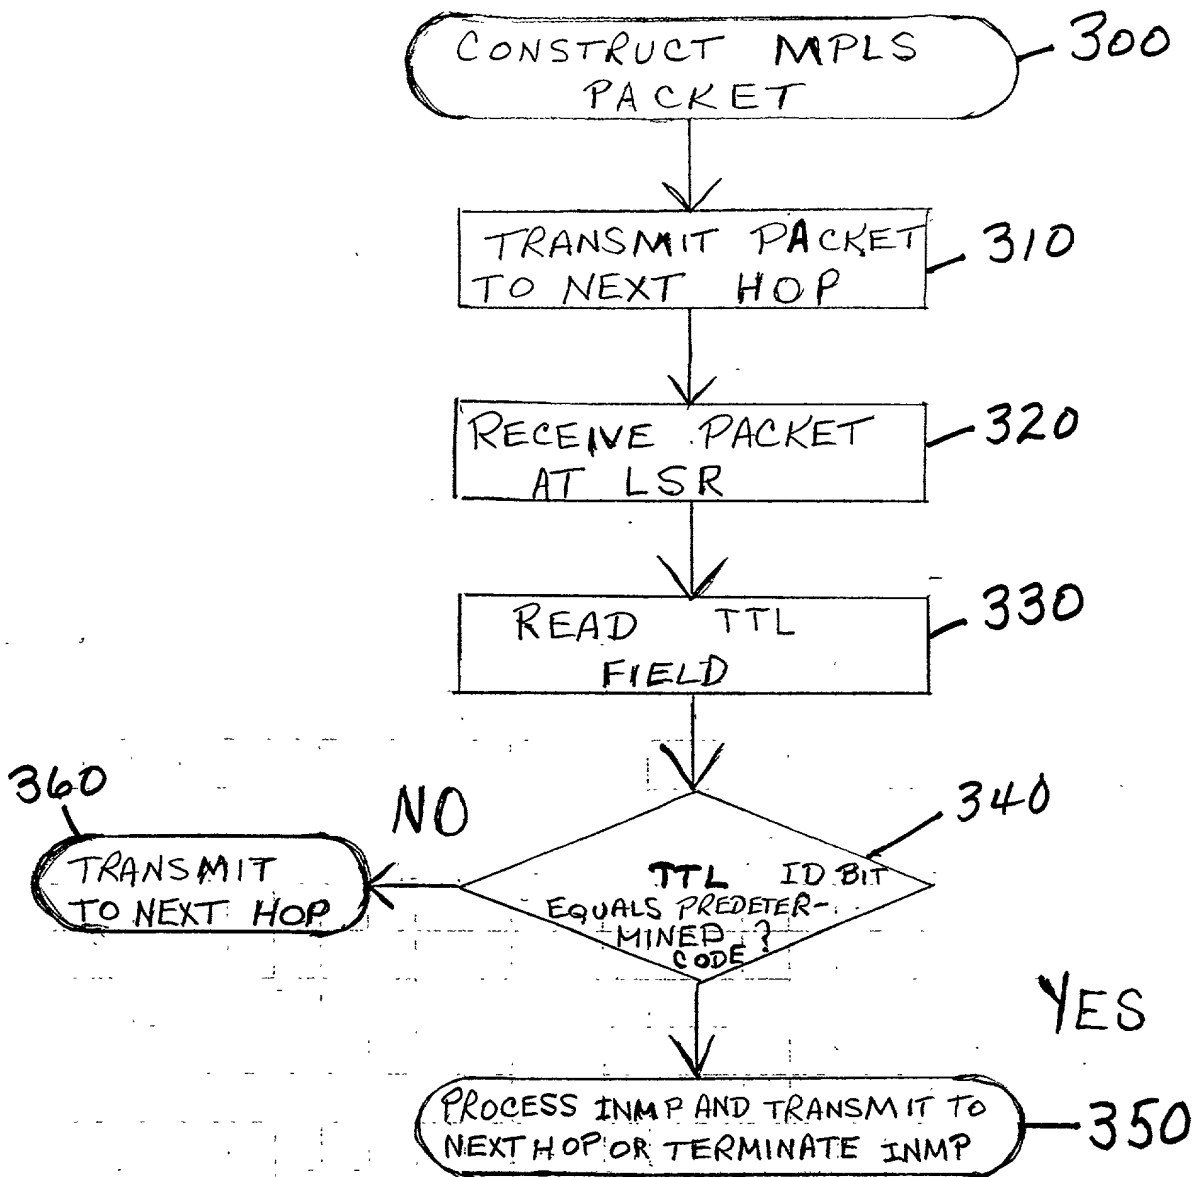 CONSTRUCT MPLS
PACKET
300
TRANSMIT PACKET
TO NEXT HOP
310
RECEIVE PACKET
AT LSR
320
READ TTL
FIELD
330
340
TTL ID BIT
EQUALS PREDETER-
MINED
CODE?
NO
360
TRANSMIT
TO NEXT HOP
YES
PROCESS INMP AND TRANSMIT TO
NEXT HOP OR TERMINATE INMP
350